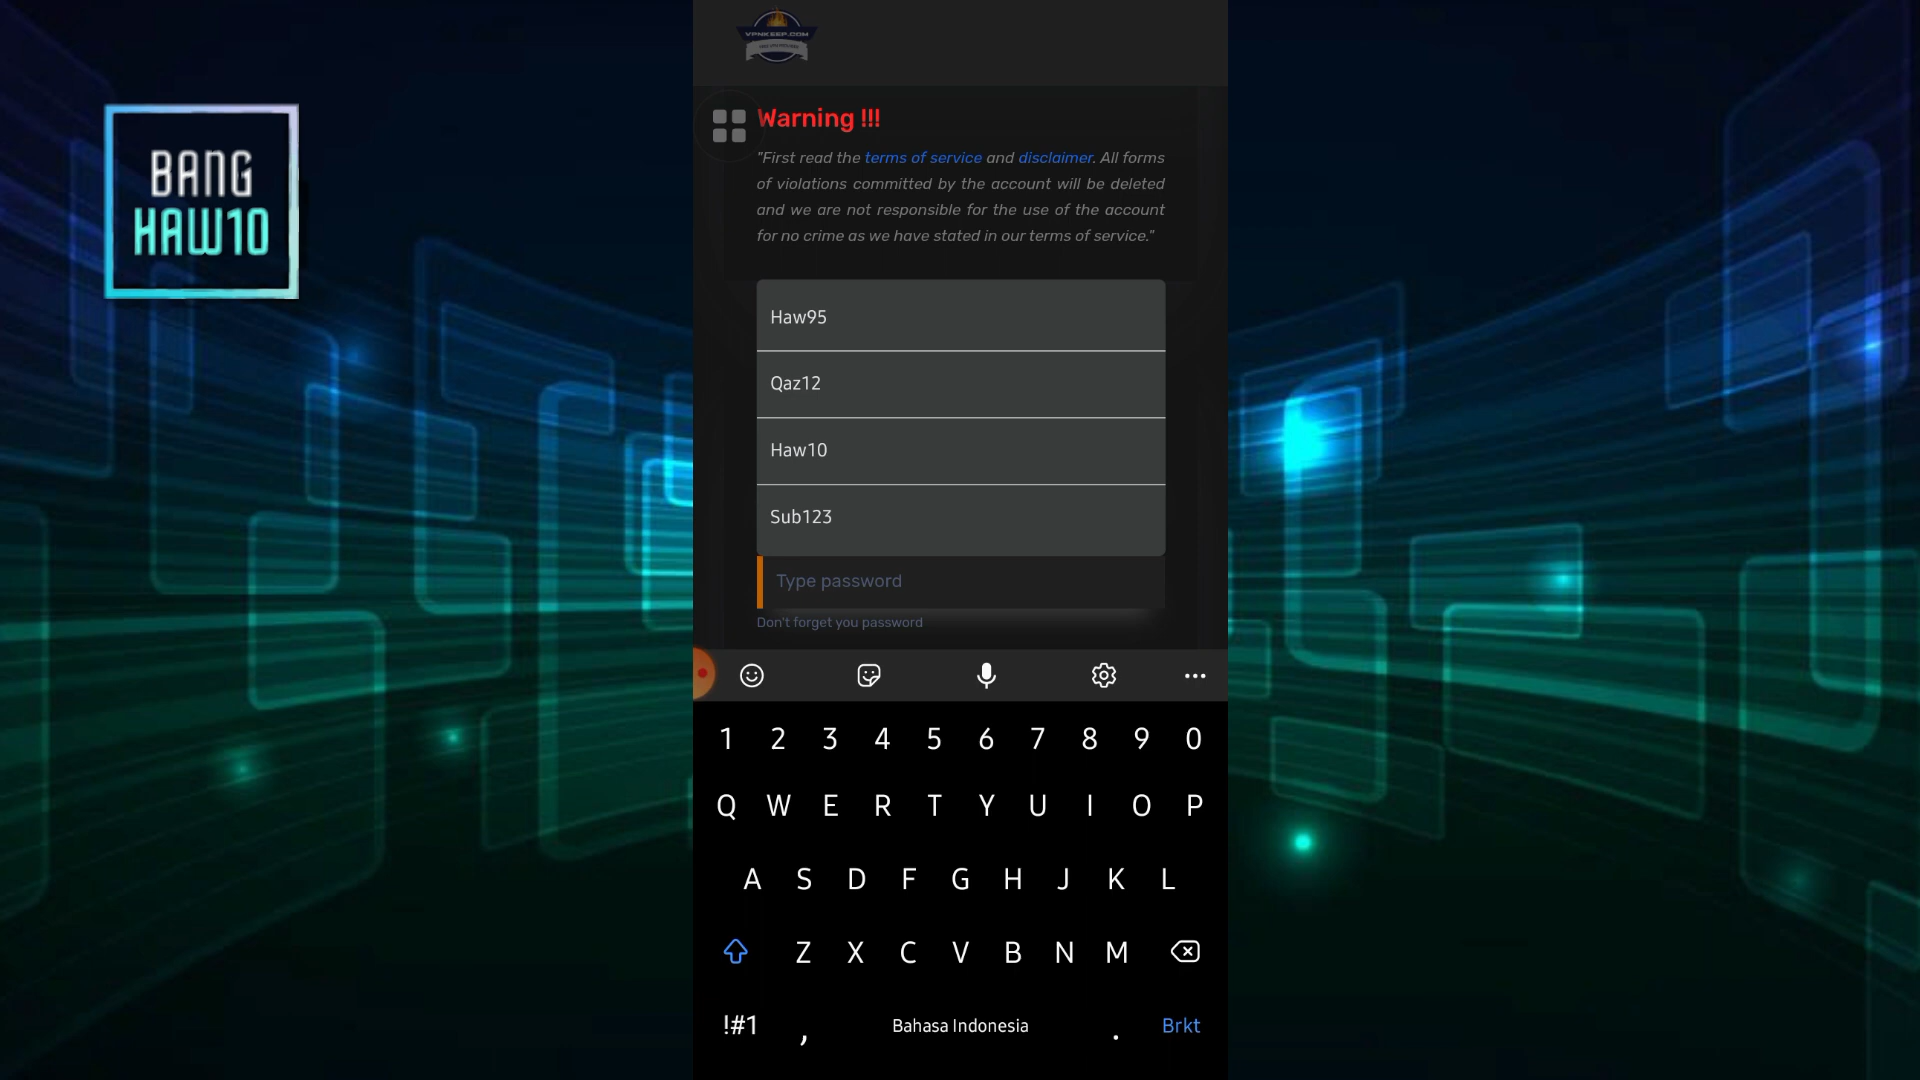 BANG
HAW10
VPNKEEP.COM
Warning !!!
"First read the terms of service and disclaimer. All forms
of violations committed by the account will be deleted
and we are not responsible for the use of the account
for no crime as we have stated in our terms of service."
Haw95
Qaz12
Haw10
Sub123
Type password
Don't forget you password
1 2 3 4 5 6 7 8 9 0
Q W E R T Y U I O P
A S D F G H J K L
Z X C V B N M
!#1 , Bahasa Indonesia . Brkt